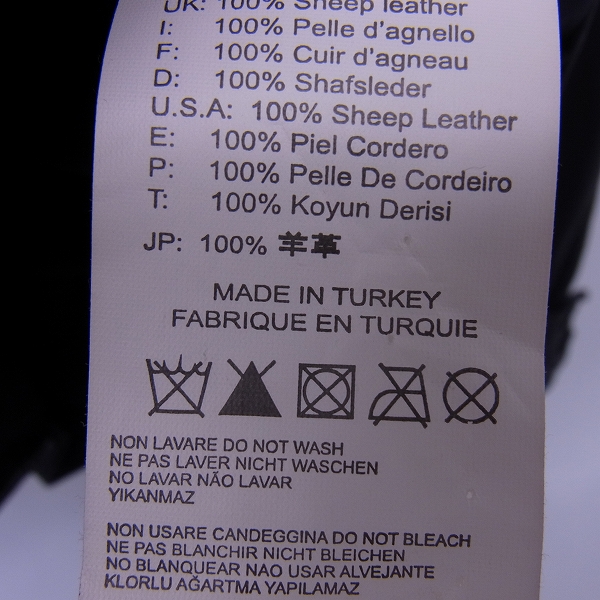 UK: 100% Sheep leather
I: 100% Pelle d'agnello
F: 100% Cuir d'agneau
D: 100% Shafsleder
U.S.A: 100% Sheep Leather
E: 100% Piel Cordero
P: 100% Pelle De Cordeiro
T: 100% Koyun Derisi
JP: 100% 羊革
MADE IN TURKEY
FABRIQUE EN TURQUIE
NON LAVARE DO NOT WASH
NE PAS LAVER NICHT WASCHEN
NO LAVAR NÃO LAVAR
YIKANMAZ
NON USARE CANDEGGINA DO NOT BLEACH
NE PAS BLANCHIR NICHT BLEICHEN
NO BLANQUEAR NAO USAR ALVEJANTE
KLORLU AĞARTMA YAPILAMAZ